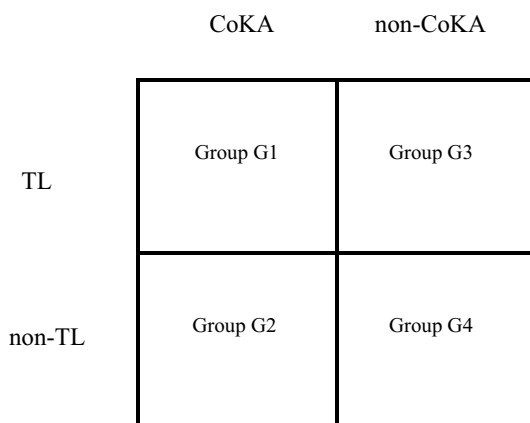 CoKA non-CoKA
Group G1 Group G3
TL
Group G2 Group G4
non-TL